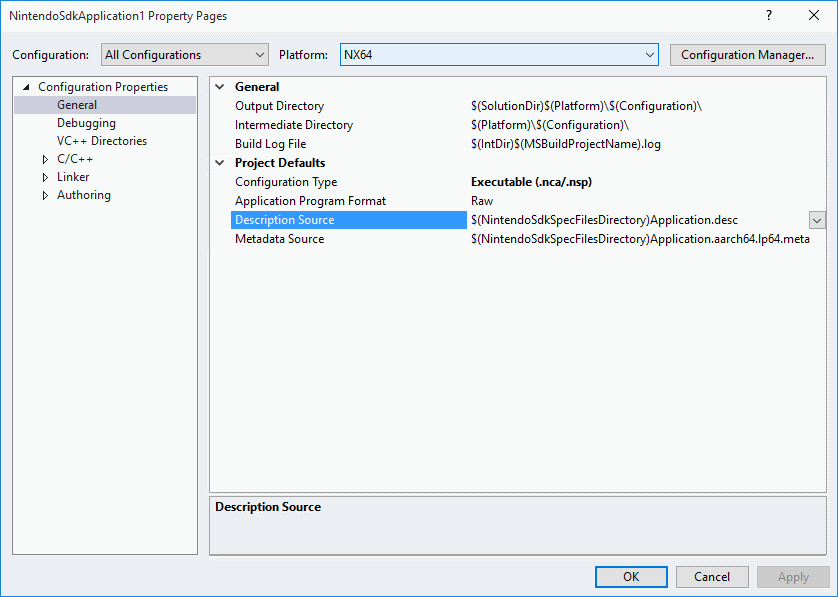 NintendoSdkApplication1 Property Pages
?
Configuration: All Configurations Platform: NX64 Configuration Manager...
Configuration Properties
General
Debugging
VC++ Directories
C/C++
Linker
Authoring
General
Output Directory $(SolutionDir)$(Platform)\$(Configuration)\
Intermediate Directory $(Platform)\$(Configuration)\
Build Log File $(IntDir)$(MSBuildProjectName).log
Project Defaults
Configuration Type Executable (.nca/.nsp)
Application Program Format Raw
Description Source $(NintendoSdkSpecFilesDirectory)Application.desc
Metadata Source $(NintendoSdkSpecFilesDirectory)Application.aarch64.lp64.meta
Description Source
OK Cancel Apply